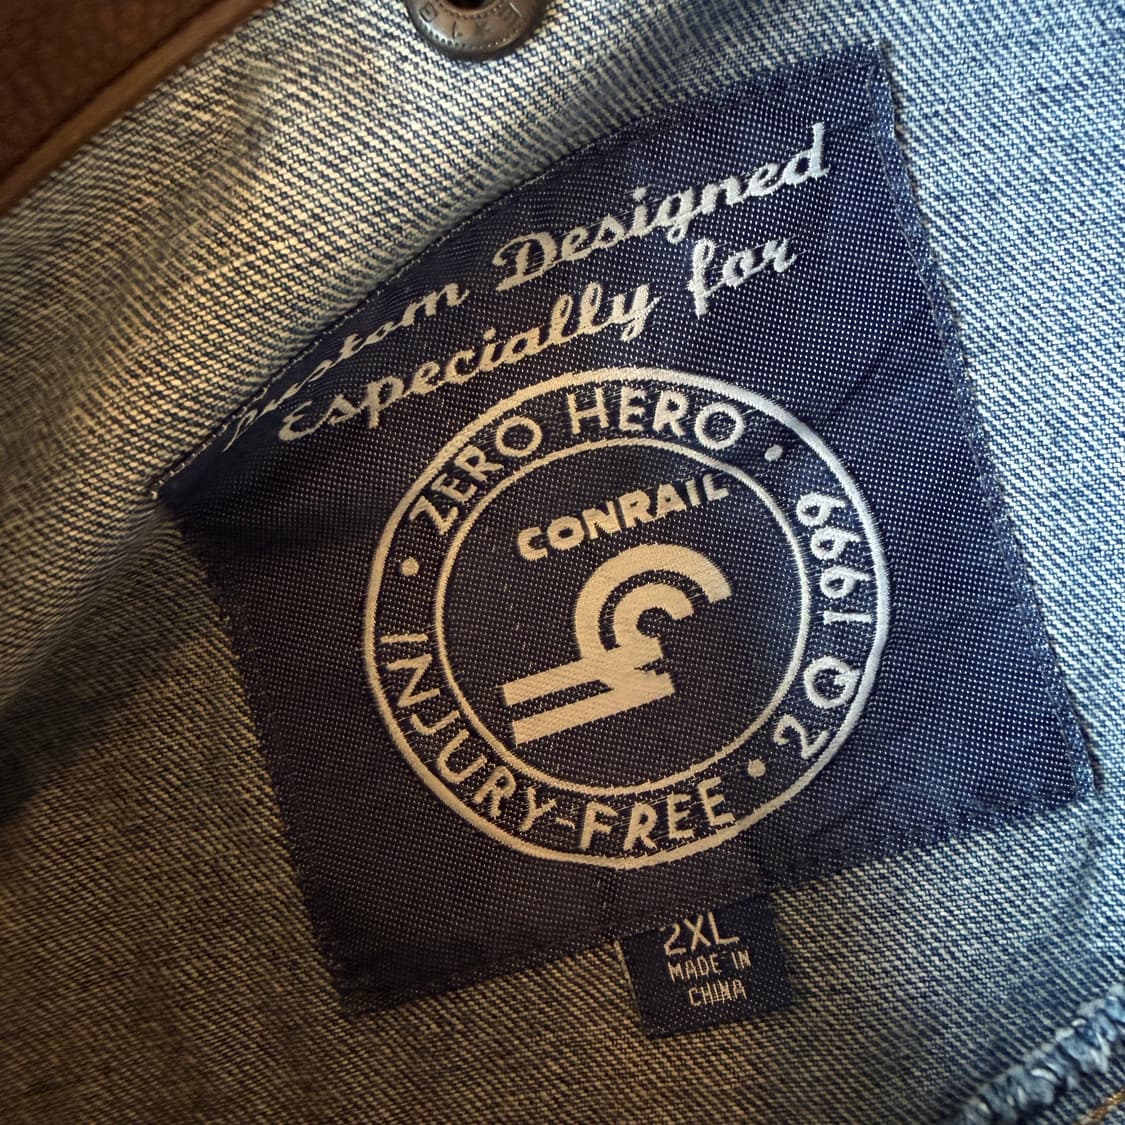 Custom Designed
Especially for
ZERO HERO • 2Q 1999 • INJURY-FREE •
CONRAIL
2XL
MADE IN
CHINA